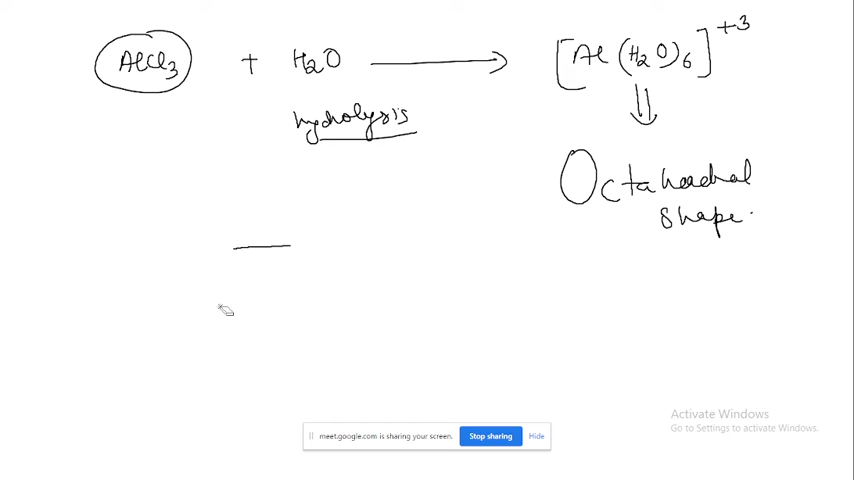 AlCl3 + H2O ⟶ [Al(H2O)6]+3
hydrolysis
Octahaedral
shape.
Activate Windows
Go to Settings to activate Windows.
meet.google.com is sharing your screen. Stop sharing Hide